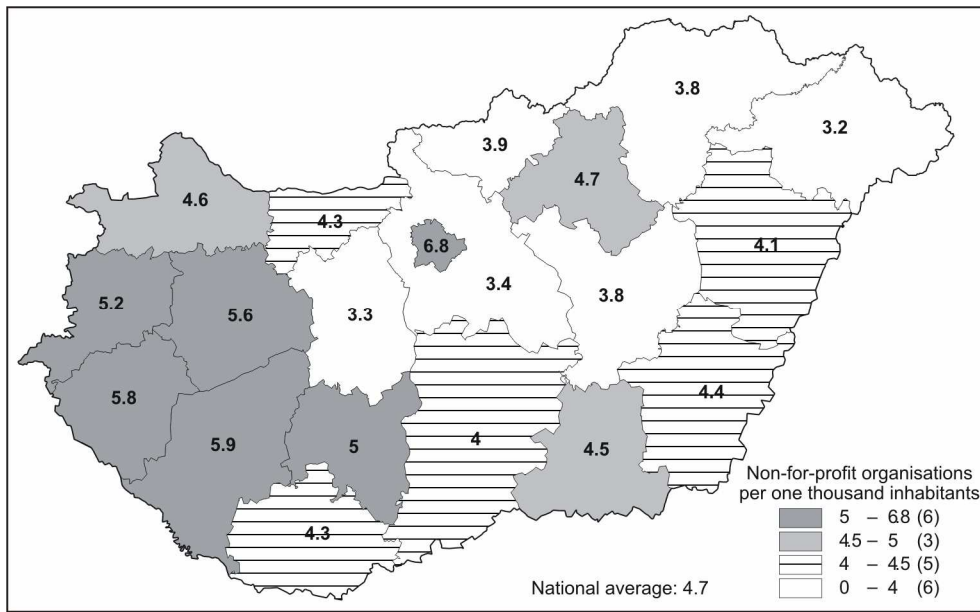 3.8
3.2
3.9
4.7
4.6
4.3
6.8
4.1
3.4
3.8
5.2
5.6
3.3
5.8
4.4
5.9
5
4
4.5
4.3
Non-for-profit organisations
per one thousand inhabitants
5 – 6.8 (6)
4.5 – 5 (3)
4 – 4.5 (5)
0 – 4 (6)
National average: 4.7